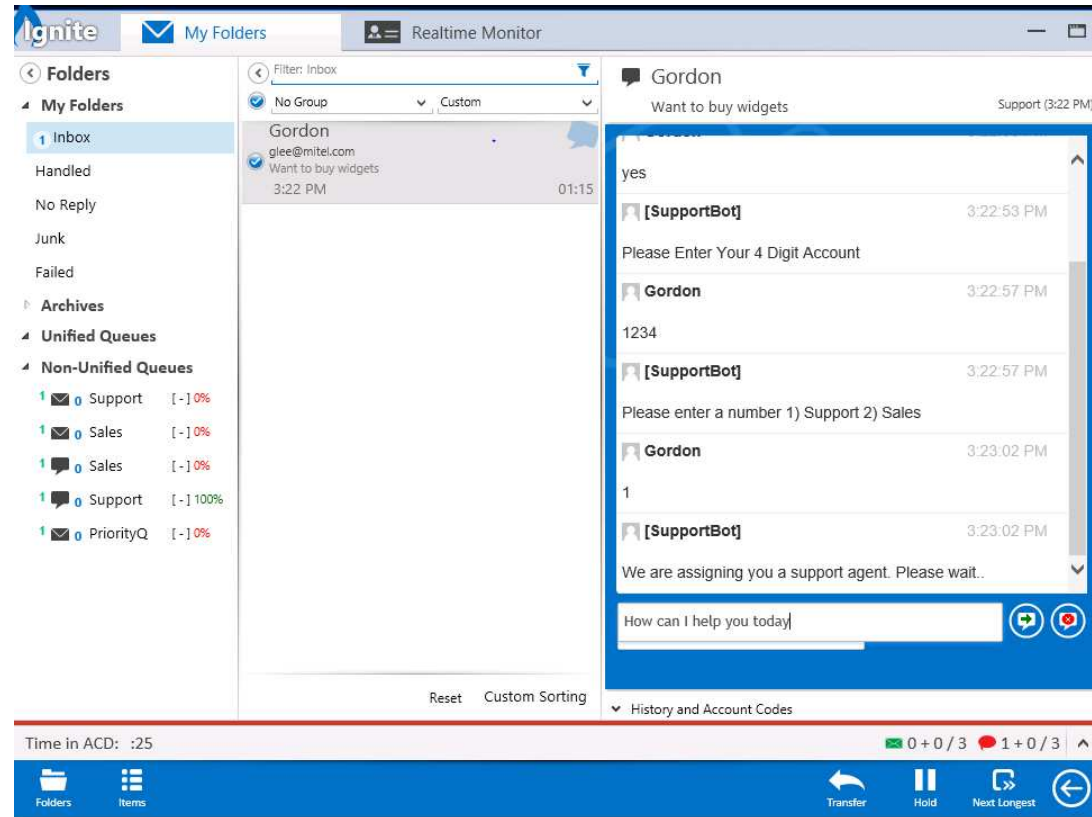 Ignite
My Folders
Realtime Monitor
Folders
My Folders
1 Inbox
Handled
No Reply
Junk
Failed
Archives
Unified Queues
Non-Unified Queues
1 0 Support [ - ] 0%
1 0 Sales [ - ] 0%
1 0 Sales [ - ] 0%
1 0 Support [ - ] 100%
1 0 PriorityQ [ - ] 0%
Filter: Inbox
No Group Custom
Gordon
glee@mitel.com
Want to buy widgets
3:22 PM 01:15
Reset Custom Sorting
Gordon
Want to buy widgets Support (3:22 PM)
yes
[SupportBot] 3:22:53 PM
Please Enter Your 4 Digit Account
Gordon 3:22:57 PM
1234
[SupportBot] 3:22:57 PM
Please enter a number 1) Support 2) Sales
Gordon 3:23:02 PM
1
[SupportBot] 3:23:02 PM
We are assigning you a support agent. Please wait..
How can I help you today
History and Account Codes
Time in ACD: :25 0 + 0 / 3 1 + 0 / 3
Folders Items Transfer Hold Next Longest